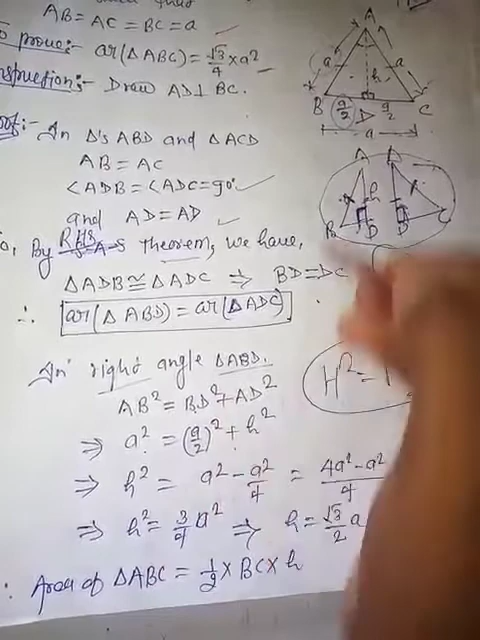 AB = AC = BC = a
prove:- ar(ΔABC) = √3/4 × a²
Construction:- Draw AD ⊥ BC.
In Δ's ABD and ΔACD
AB = AC
∠ADB = ∠ADC = 90°
and AD = AD
By RHS Theorem, we have,
ΔADB ≅ ΔADC ⇒ BD = DC
∴ ar(ΔABD) = ar(ΔADC)
In right angle ΔABD.
AB² = BD² + AD²
⇒ a² = (a/2)² + h²
⇒ h² = a² - a²/4 = 4a² - a²/4
⇒ h² = 3/4 a² ⇒ h = √3/2 a
Area of ΔABC = 1/2 × BC × h
A
a
a
h
B
a/2
D
a/2
C
a
A
A
h
B
D
D
C
H² =